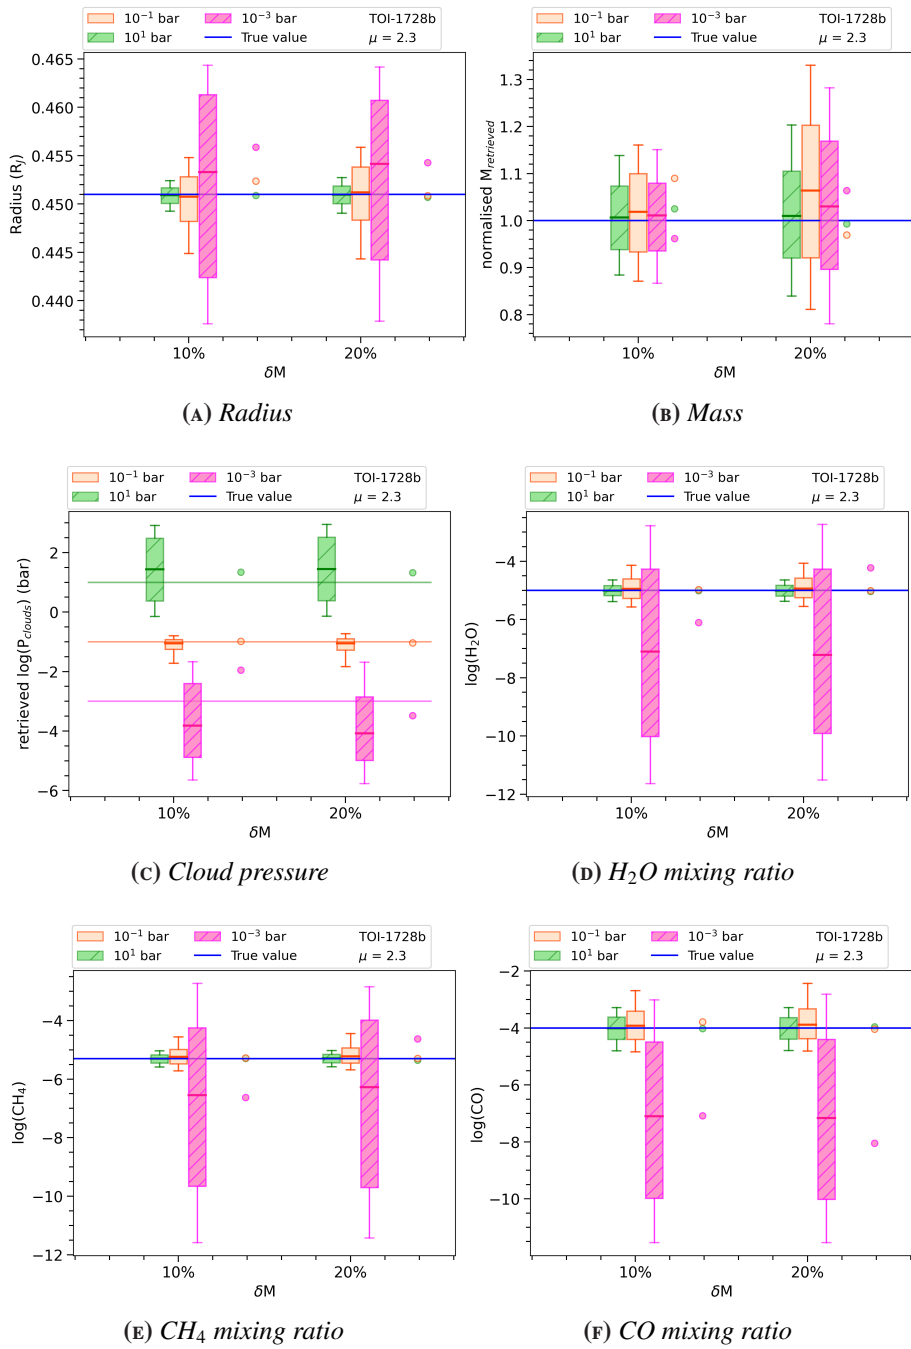 10⁻¹ bar 10⁻³ bar TOI-1728b
10¹ bar True value μ = 2.3
0.465
0.460
0.455
0.450
0.445
0.440
Radius (R_J)
10% 20%
δM
(A) Radius
10⁻¹ bar 10⁻³ bar TOI-1728b
10¹ bar True value μ = 2.3
1.3
1.2
1.1
1.0
0.9
0.8
normalised M_retrieved
10% 20%
δM
(B) Mass
10⁻¹ bar 10⁻³ bar TOI-1728b
10¹ bar True value μ = 2.3
2
0
−2
−4
−6
retrieved log(P_clouds) (bar)
10% 20%
δM
(C) Cloud pressure
10⁻¹ bar 10⁻³ bar TOI-1728b
10¹ bar True value μ = 2.3
−4
−6
−8
−10
−12
log(H₂O)
10% 20%
δM
(D) H₂O mixing ratio
10⁻¹ bar 10⁻³ bar TOI-1728b
10¹ bar True value μ = 2.3
−4
−6
−8
−10
−12
log(CH₄)
10% 20%
δM
(E) CH₄ mixing ratio
10⁻¹ bar 10⁻³ bar TOI-1728b
10¹ bar True value μ = 2.3
−2
−4
−6
−8
−10
log(CO)
10% 20%
δM
(F) CO mixing ratio